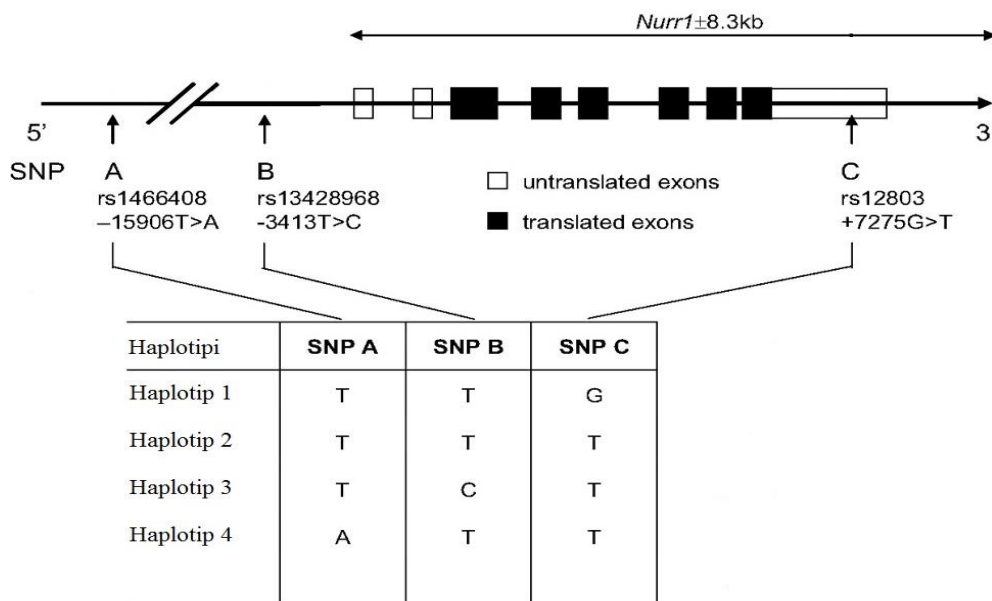 Nurr1±8.3kb
5’ 3
SNP A B C
rs1466408 rs13428968 rs12803
–15906T>A -3413T>C +7275G>T
untranslated exons
translated exons
Haplotipi SNP A SNP B SNP C
Haplotip 1 T T G
Haplotip 2 T T T
Haplotip 3 T C T
Haplotip 4 A T T